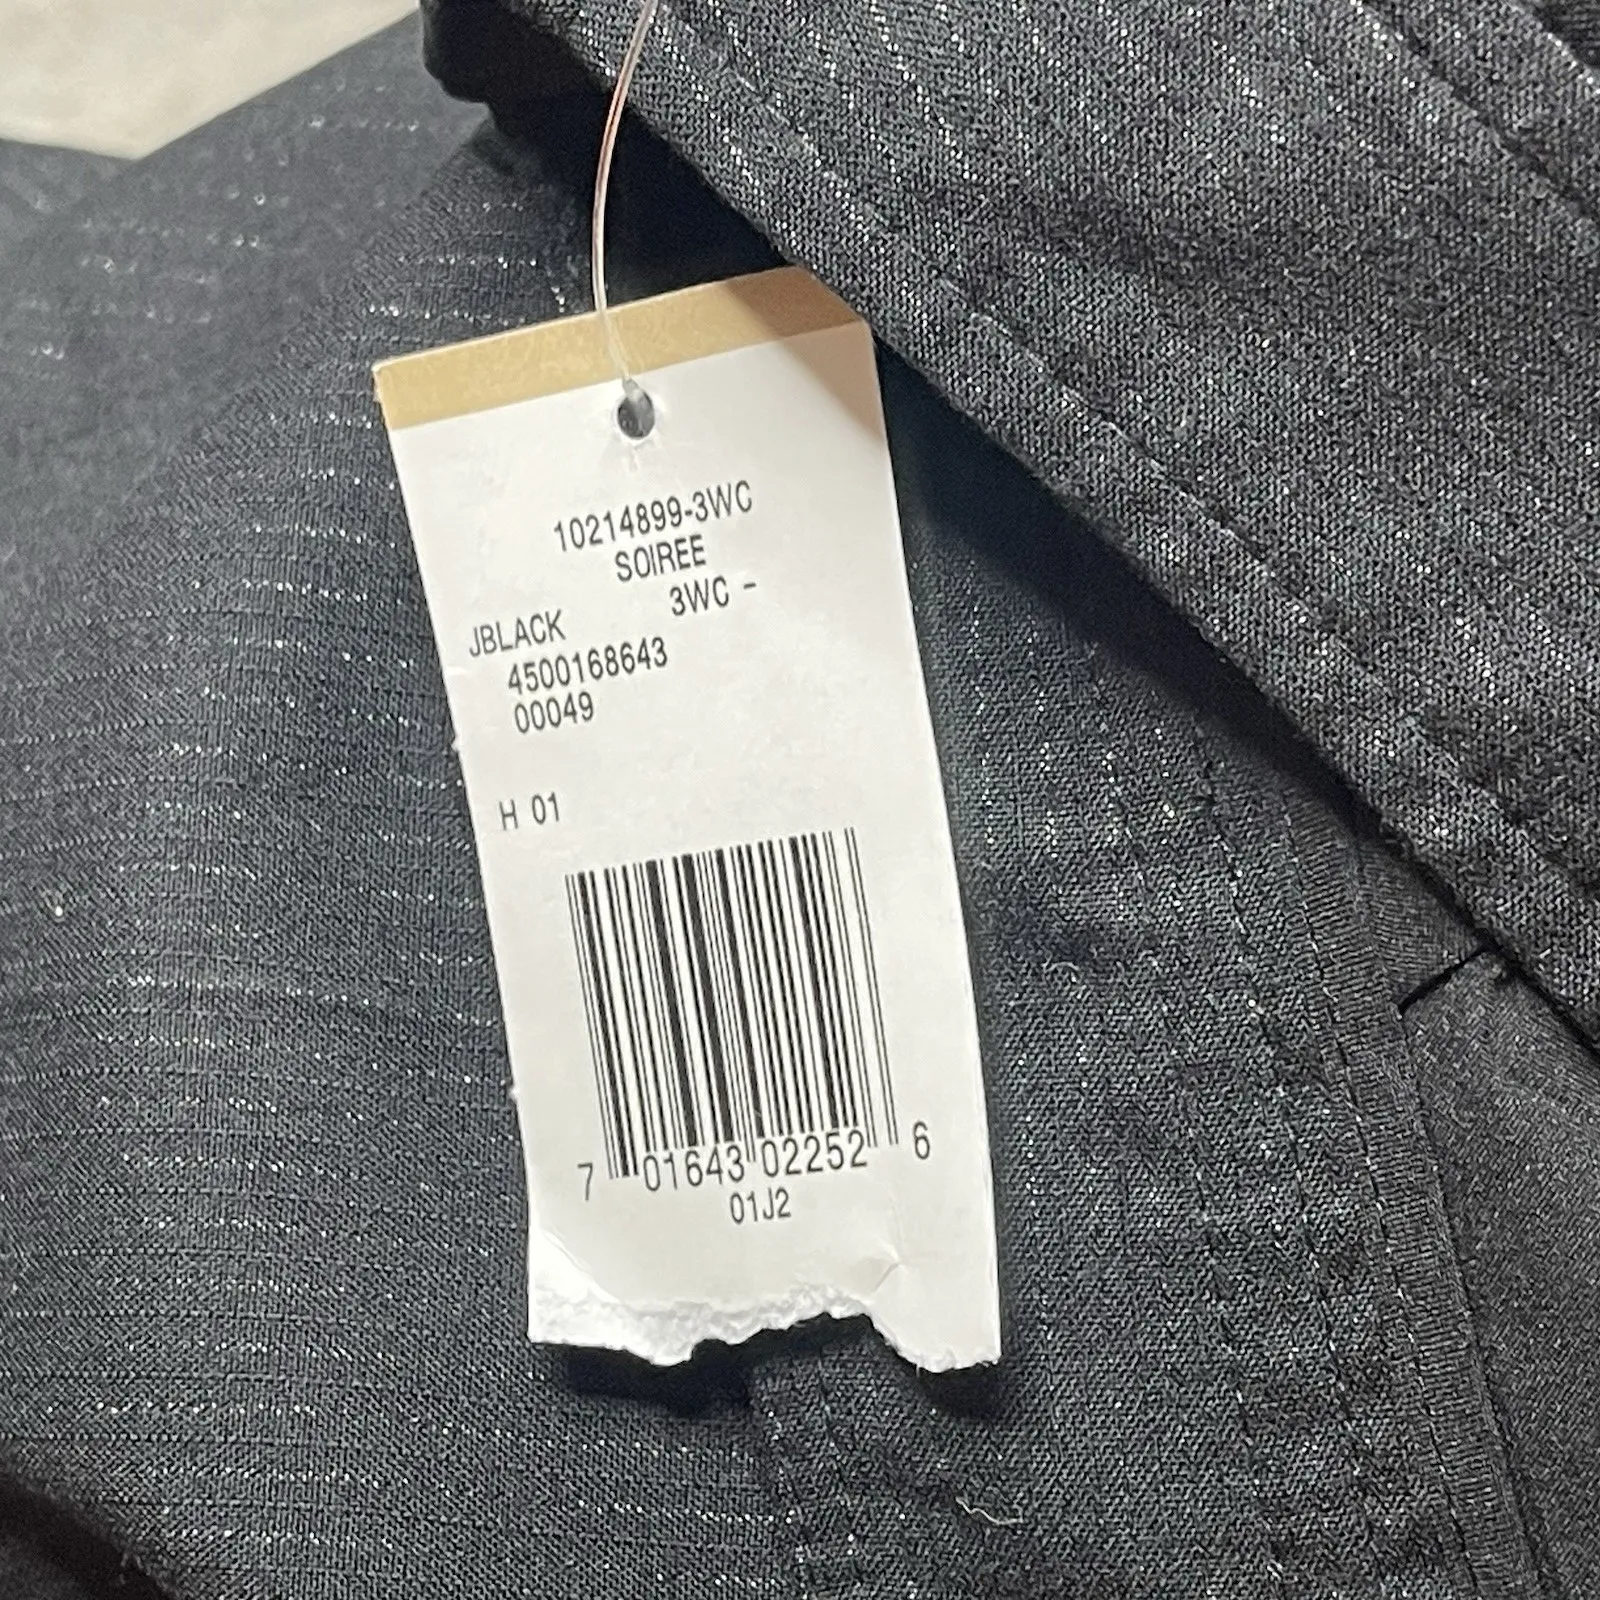 10214899-3WC
SOIREE
3WC -
JBLACK
4500168643
00049
H 01
7 01643 02252 6
01J2